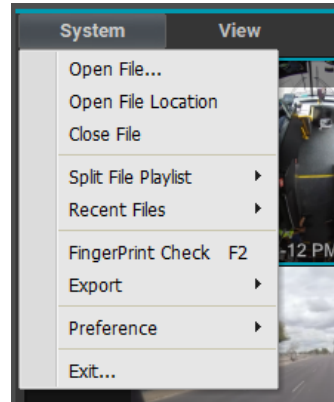 System View
Open File...
Open File Location
Close File
Split File Playlist
Recent Files
FingerPrint Check F2
Export
Preference
Exit...
-12 PM